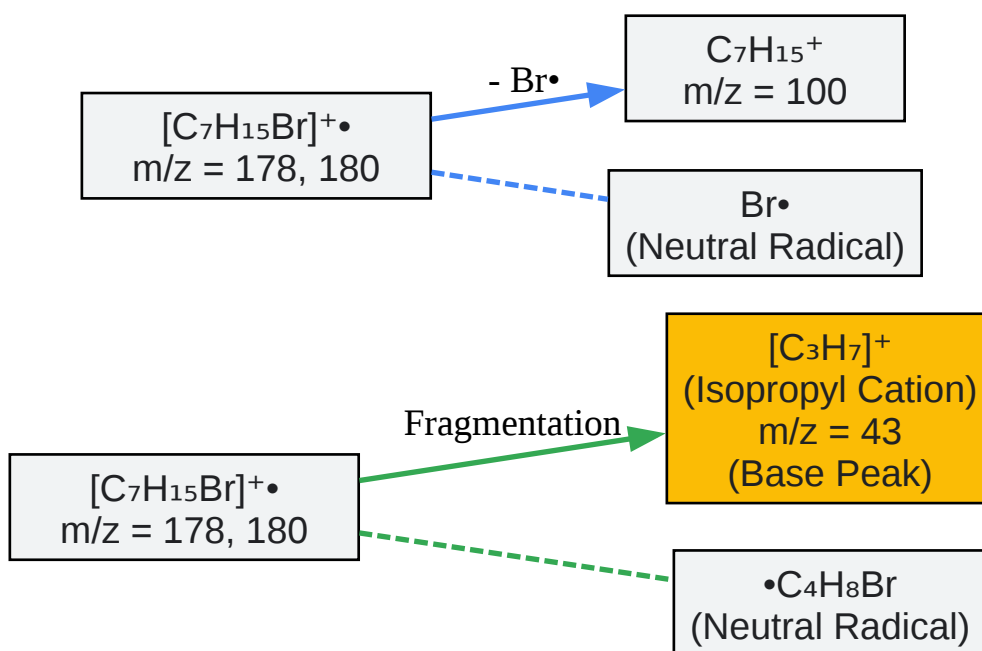 C₇H₁₅⁺
m/z = 100
- Br•
[C₇H₁₅Br]⁺•
m/z = 178, 180
Br•
(Neutral Radical)
[C₃H₇]⁺
(Isopropyl Cation)
m/z = 43
(Base Peak)
Fragmentation
[C₇H₁₅Br]⁺•
m/z = 178, 180
•C₄H₈Br
(Neutral Radical)